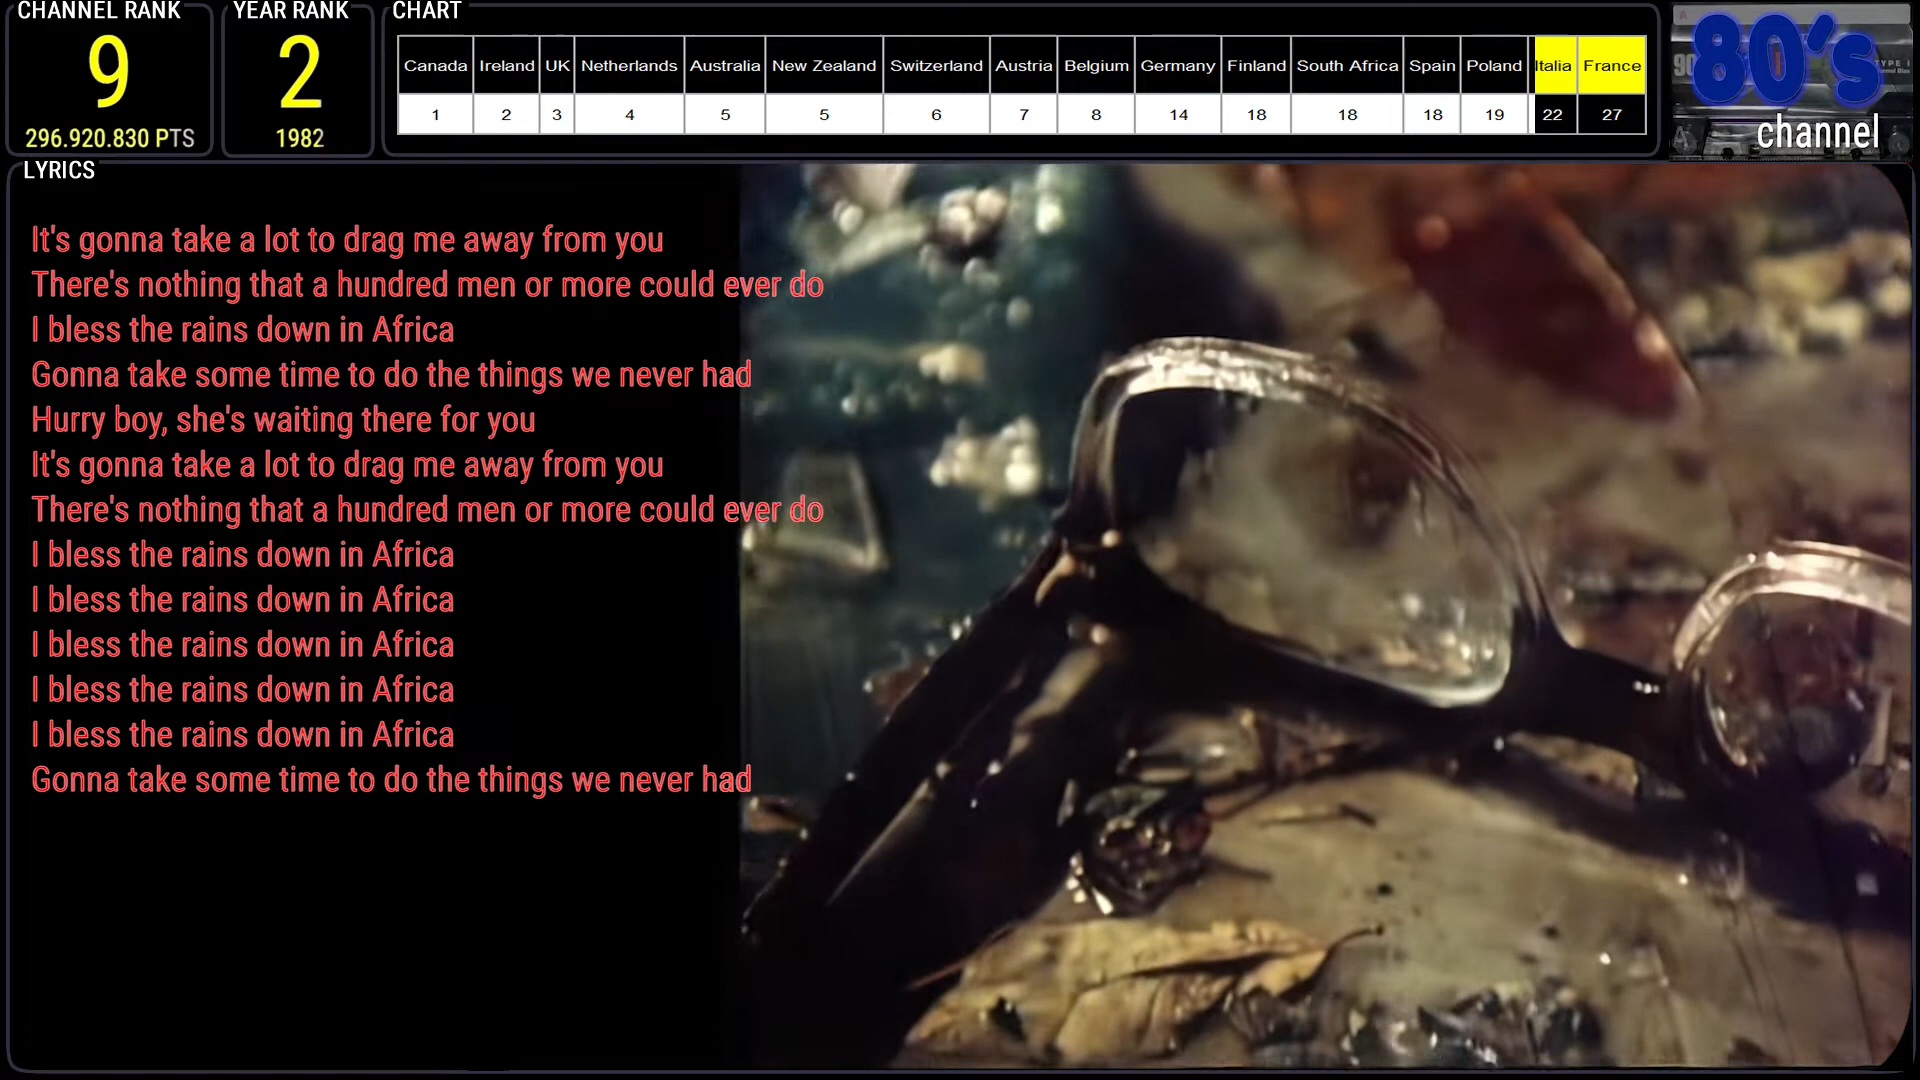 CHANNEL RANK
9
296.920.830 PTS
YEAR RANK
2
1982
CHART
Canada Ireland UK Netherlands Australia New Zealand Switzerland Austria Belgium Germany Finland South Africa Spain Poland Italia France
1 2 3 4 5 5 6 7 8 14 18 18 18 19 22 27
80's
channel
LYRICS
It's gonna take a lot to drag me away from you
There's nothing that a hundred men or more could ever do
I bless the rains down in Africa
Gonna take some time to do the things we never had
Hurry boy, she's waiting there for you
It's gonna take a lot to drag me away from you
There's nothing that a hundred men or more could ever do
I bless the rains down in Africa
I bless the rains down in Africa
I bless the rains down in Africa
I bless the rains down in Africa
I bless the rains down in Africa
Gonna take some time to do the things we never had